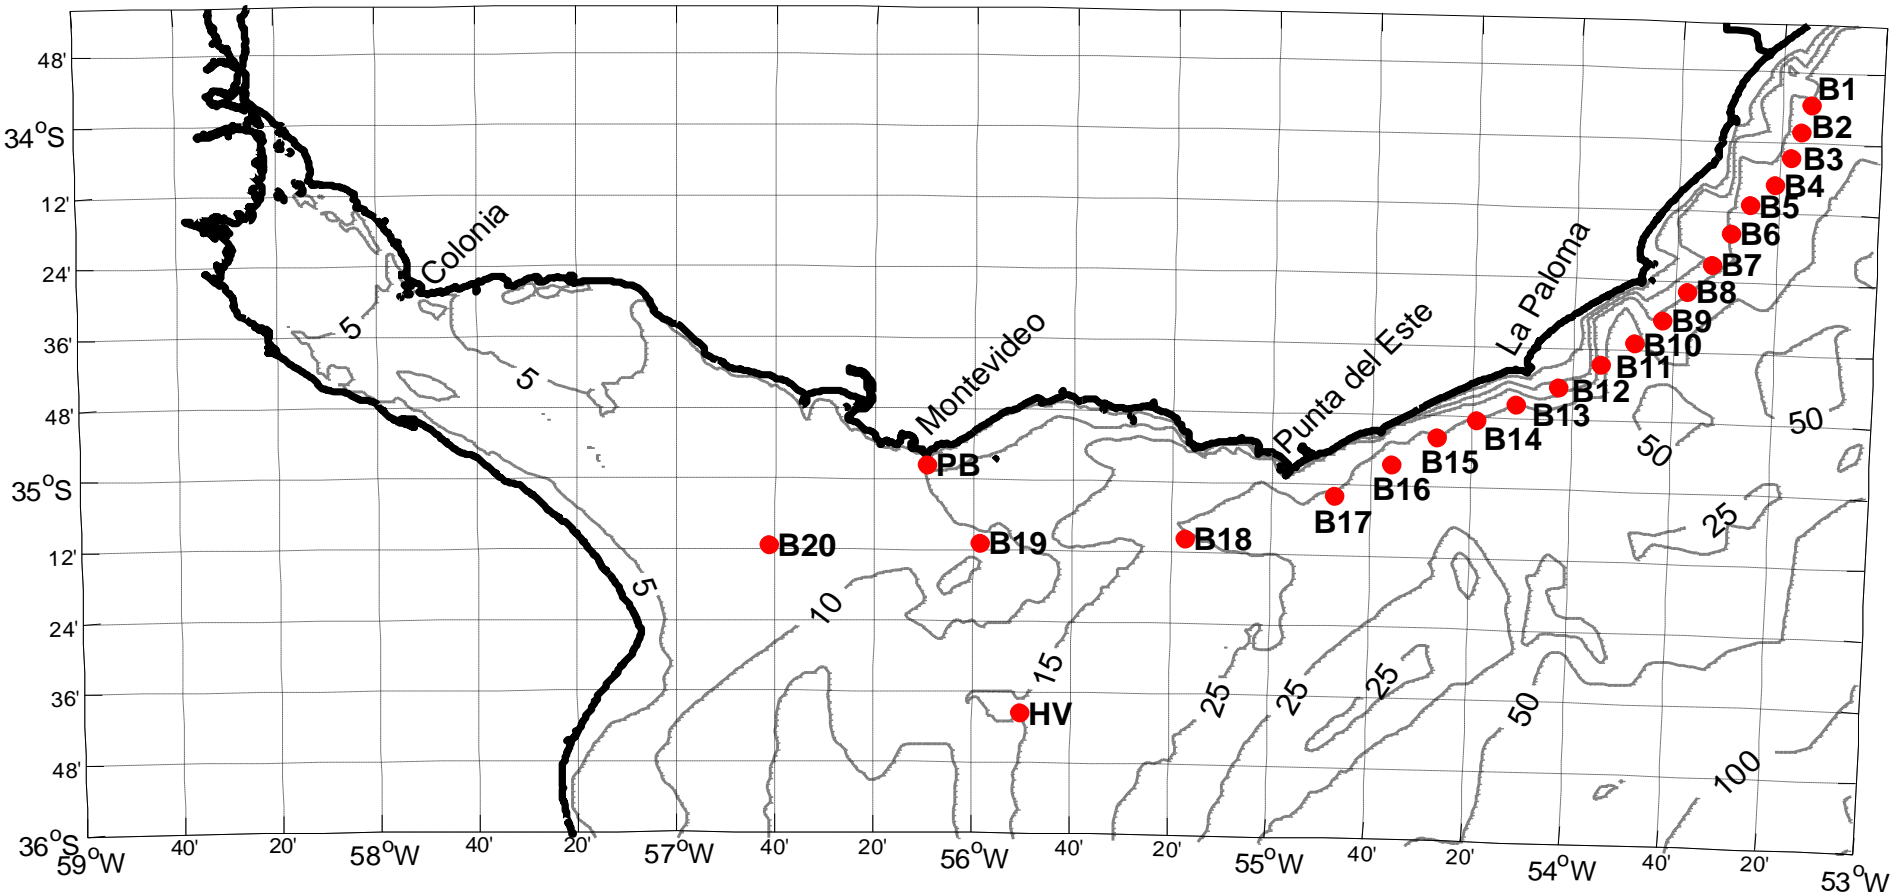 48'
34°S
12'
24'
36'
48'
35°S
12'
24'
36'
48'
36°S
59°W
40'
20'
58°W
40'
20'
57°W
40'
20'
56°W
40'
20'
55°W
40'
20'
54°W
40'
20'
53°W
Colonia
Montevideo
Punta del Este
La Paloma
B1
B2
B3
B4
B5
B6
B7
B8
B9
B10
B11
B12
B13
B14
B15
B16
B17
B18
B19
B20
PB
HV
5
5
5
10
15
25
25
25
50
100
50
50
25